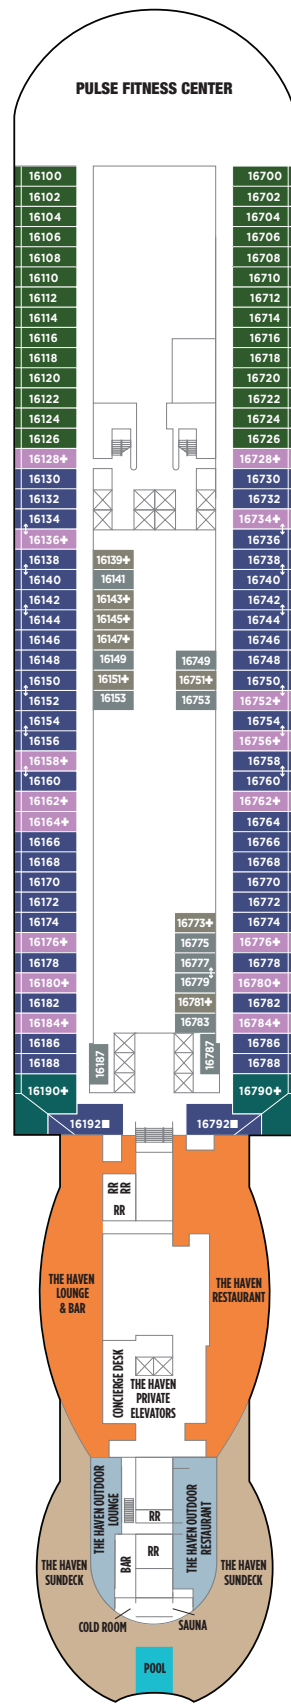 PULSE FITNESS CENTER
16100 16700
16102 16702
16104 16704
16106 16706
16108 16708
16110 16710
16112 16712
16114 16714
16116 16716
16118 16718
16120 16720
16122 16722
16124 16724
16126 16726
16128+ 16728+
16130 16730
16132 16732
16134 16734+
16136+ 16736
16138 16139+ 16738
16140 16141 16740
16142 16143+ 16742
16144 16145+ 16744
16146 16147+ 16746
16148 16149 16749 16748
16150 16151+ 16751+ 16750
16152 16153 16753 16752+
16154 16754
16156 16756+
16158+ 16758
16160 16760
16162+ 16762+
16164+ 16764
16166 16766
16168 16768
16170 16770
16172 16772
16174 16773+ 16774
16176+ 16775 16776+
16178 16777 16778
16180+ 16779 16780+
16182 16781+ 16782
16184+ 16783 16784+
16186 16187 16787 16786
16188 16788
16190+ 16790+
16192 16792
RR RR
RR
THE HAVEN
LOUNGE
& BAR
THE HAVEN
RESTAURANT
CONCIERGE DESK
THE HAVEN
PRIVATE
ELEVATORS
THE HAVEN OUTDOOR
LOUNGE
RR
THE HAVEN OUTDOOR
RESTAURANT
BAR
RR
THE HAVEN
SUNDECK
THE HAVEN
SUNDECK
COLD ROOM
SAUNA
POOL